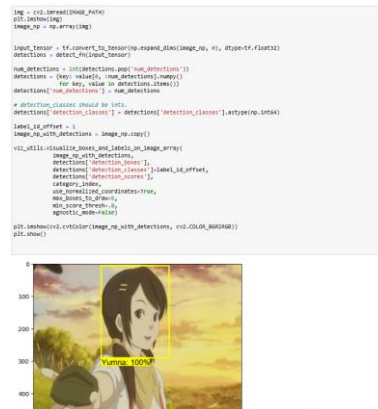 img = cv2.imread(IMAGE_PATH)
plt.imshow(img)
image_np = np.array(img)
input_tensor = tf.convert_to_tensor(np.expand_dims(image_np, 0), dtype=tf.float32)
detections = detect_fn(input_tensor)
num_detections = int(detections.pop('num_detections'))
detections = {key: value[0, :num_detections].numpy()
for key, value in detections.items()}
detections['num_detections'] = num_detections
# detection_classes should be ints.
detections['detection_classes'] = detections['detection_classes'].astype(np.int64)
label_id_offset = 1
image_np_with_detections = image_np.copy()
viz_utils.visualize_boxes_and_labels_on_image_array(
image_np_with_detections,
detections['detection_boxes'],
detections['detection_classes']+label_id_offset,
detections['detection_scores'],
category_index,
use_normalized_coordinates=True,
max_boxes_to_draw=5,
min_score_thresh=.8,
agnostic_mode=False)
plt.imshow(cv2.cvtColor(image_np_with_detections, cv2.COLOR_BGR2RGB))
plt.show()
0
100
200
300
Yumna: 100%
400